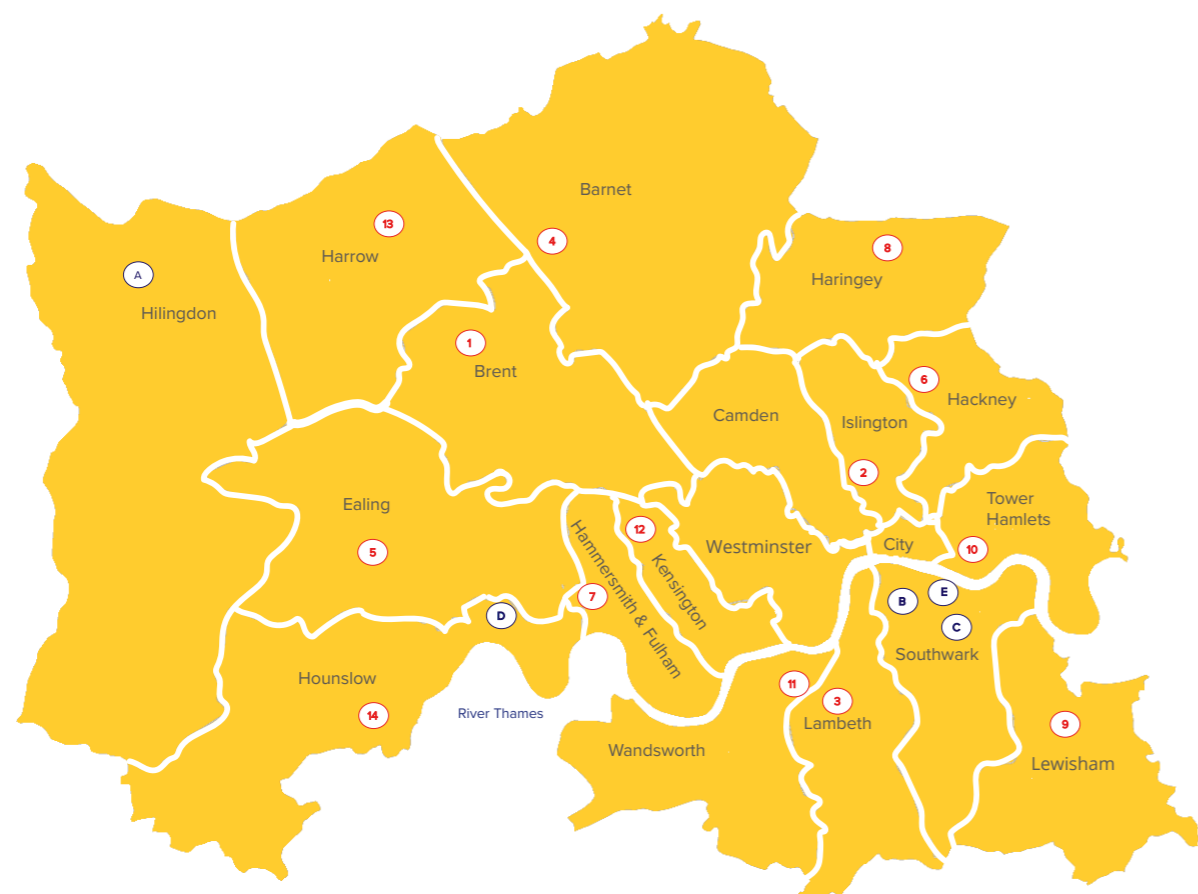 Barnet
4
13
Harrow
8
Haringey
A
Hilingdon
1
Brent
6
Hackney
Camden
Islington
2
Ealing
5
Tower
Hamlets
10
12
Kensington
Westminster
City
Hammersmith & Fulham
7
D
B
E
C
Southwark
Hounslow
14
River Thames
11
3
Lambeth
Wandsworth
9
Lewisham